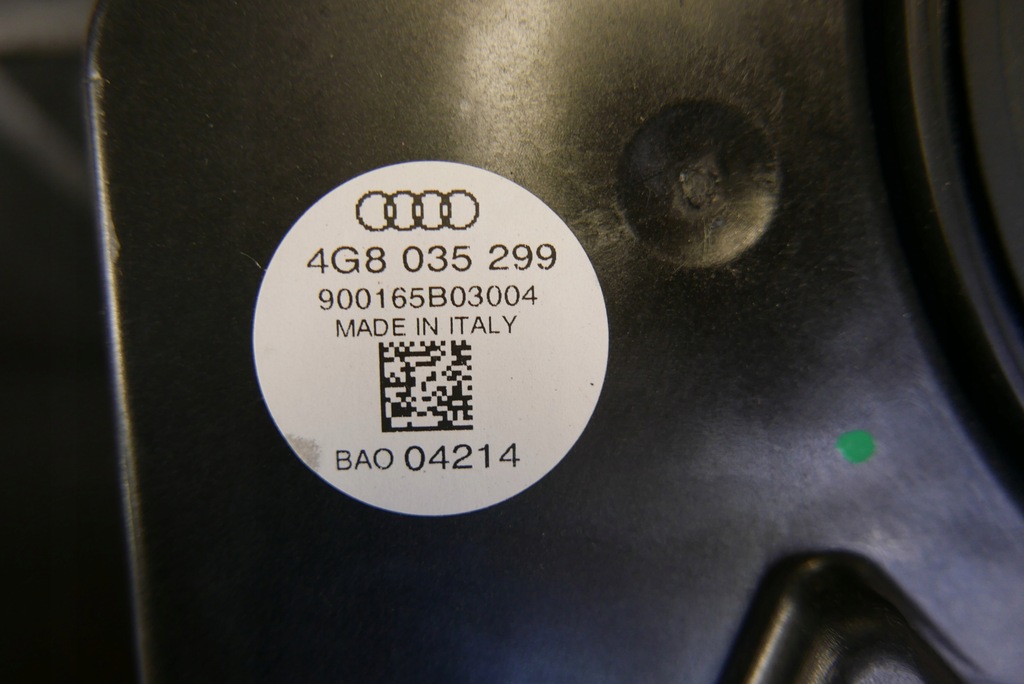 4G8 035 299
900165B03004
MADE IN ITALY
BAO 04214